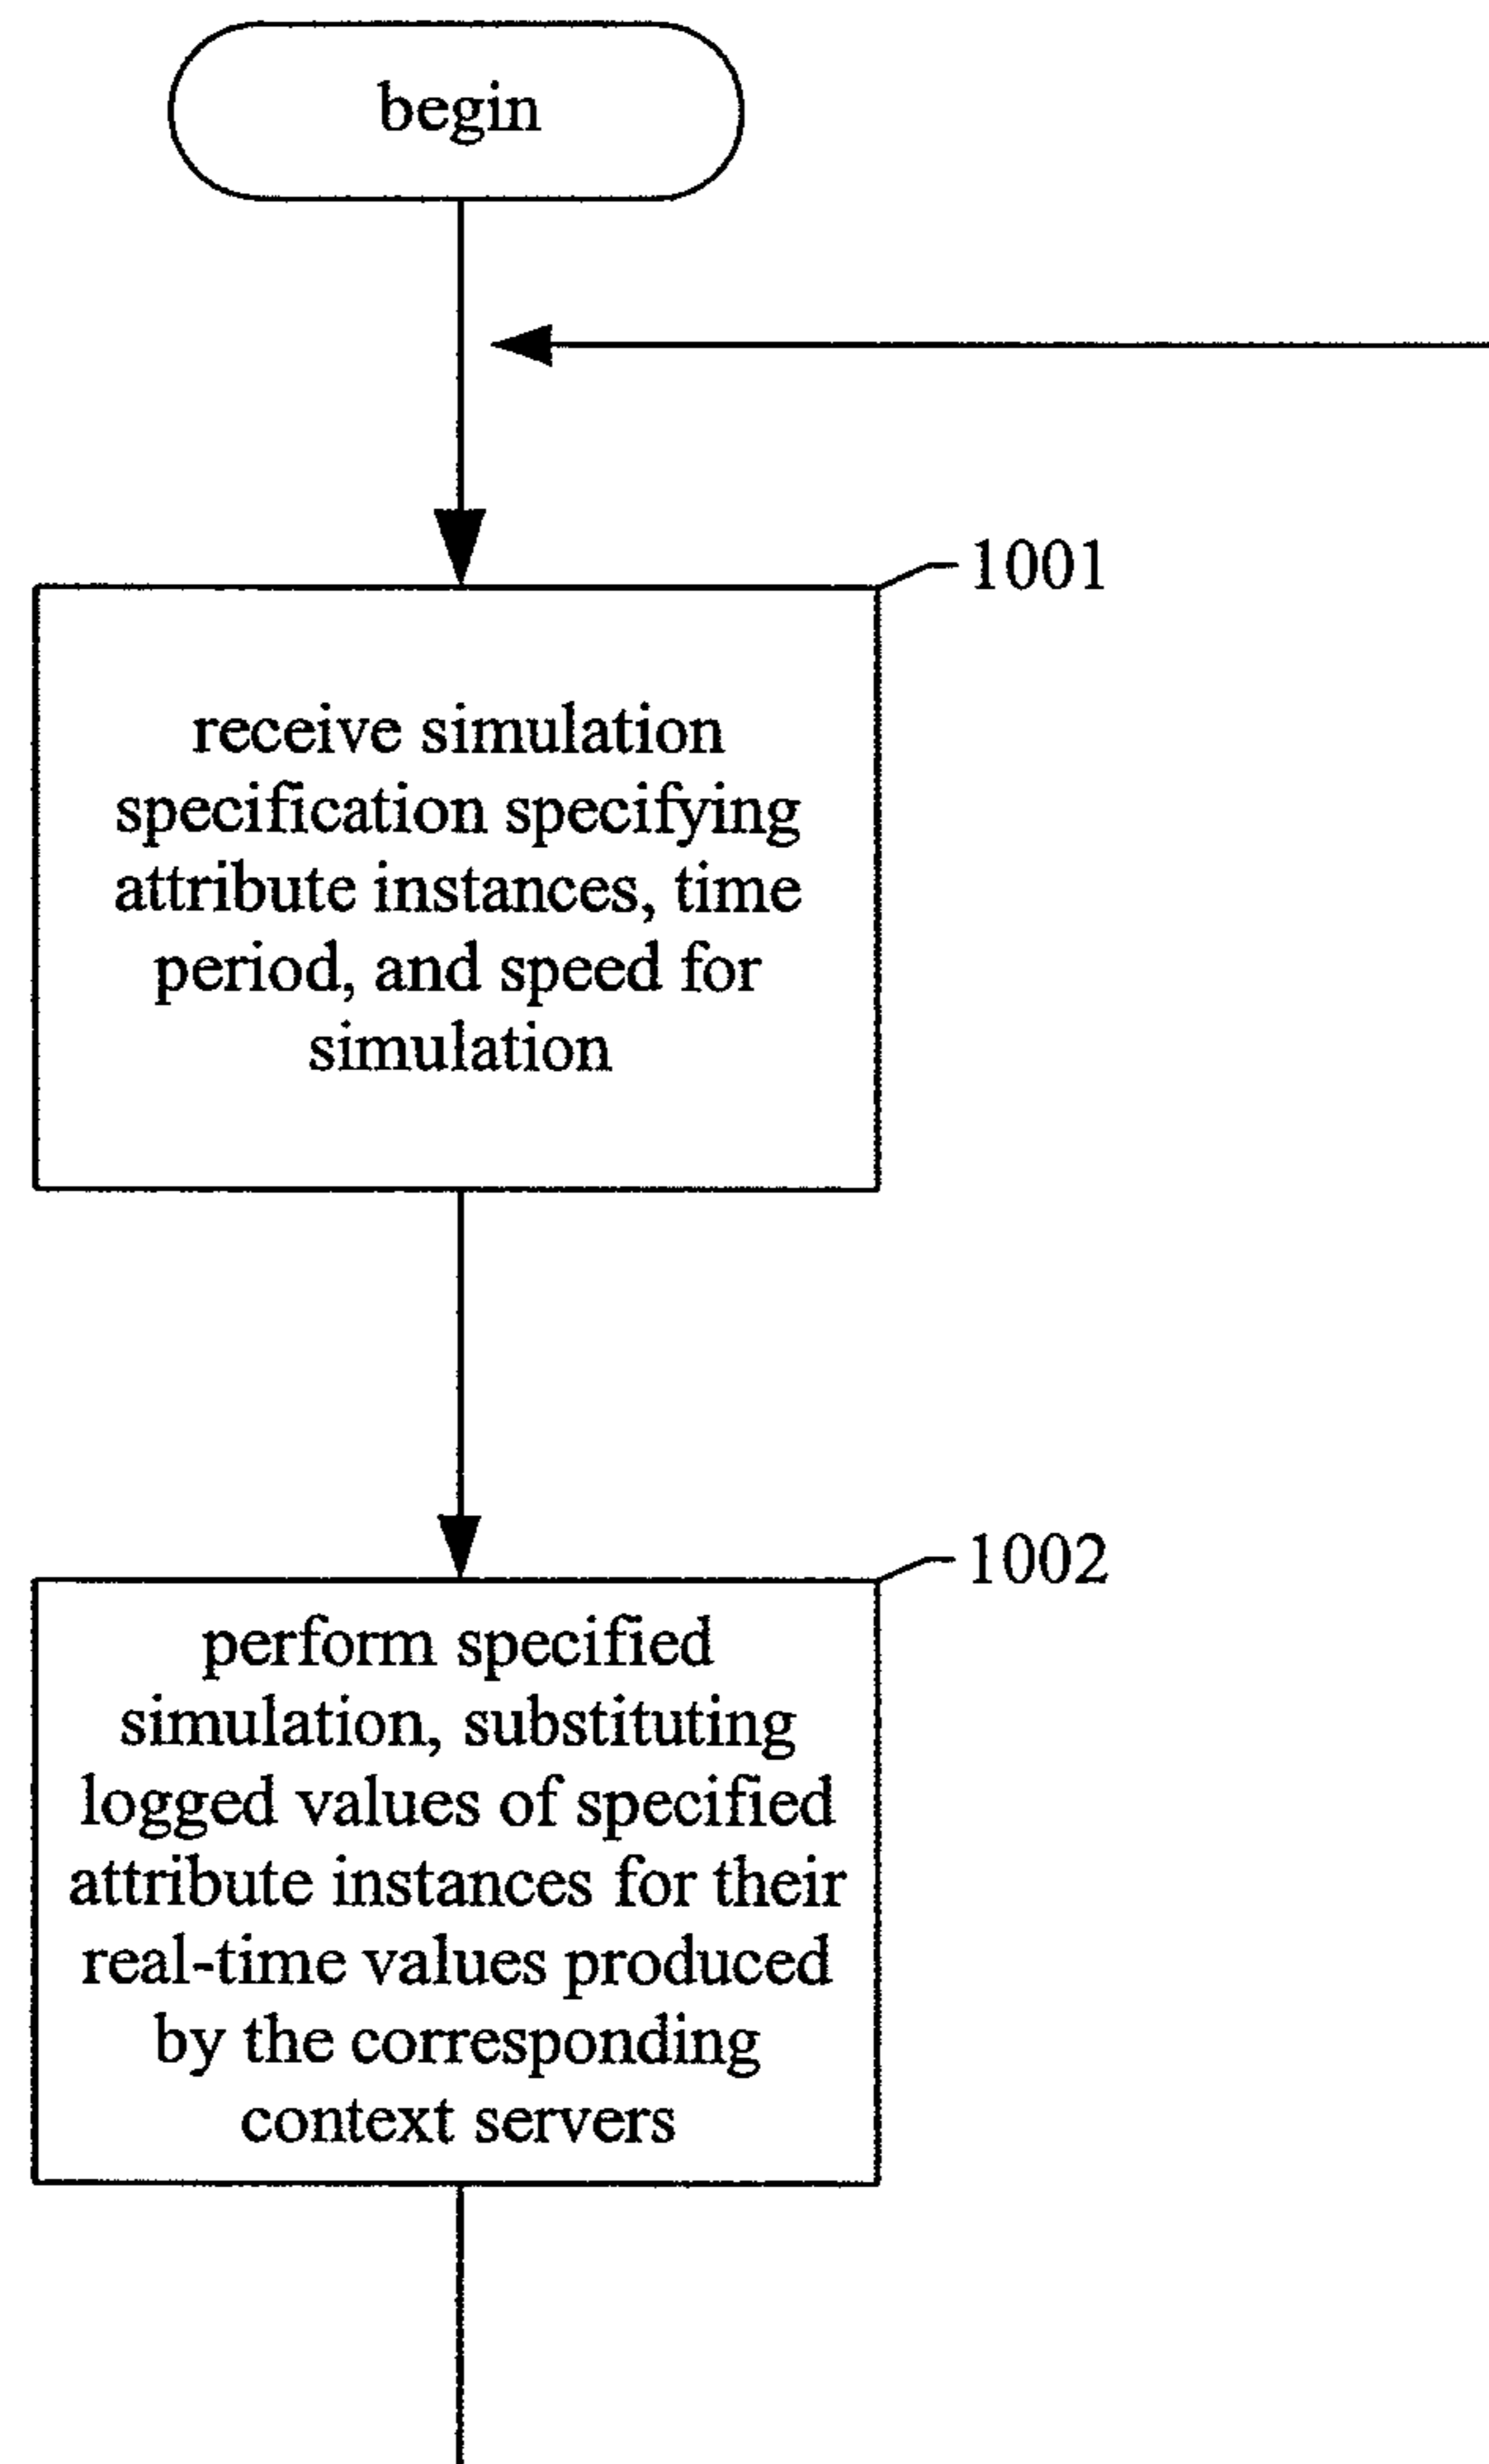 begin
1001
receive simulation
specification specifying
attribute instances, time
period, and speed for
simulation
1002
perform specified
simulation, substituting
logged values of specified
attribute instances for their
real-time values produced
by the corresponding
context servers